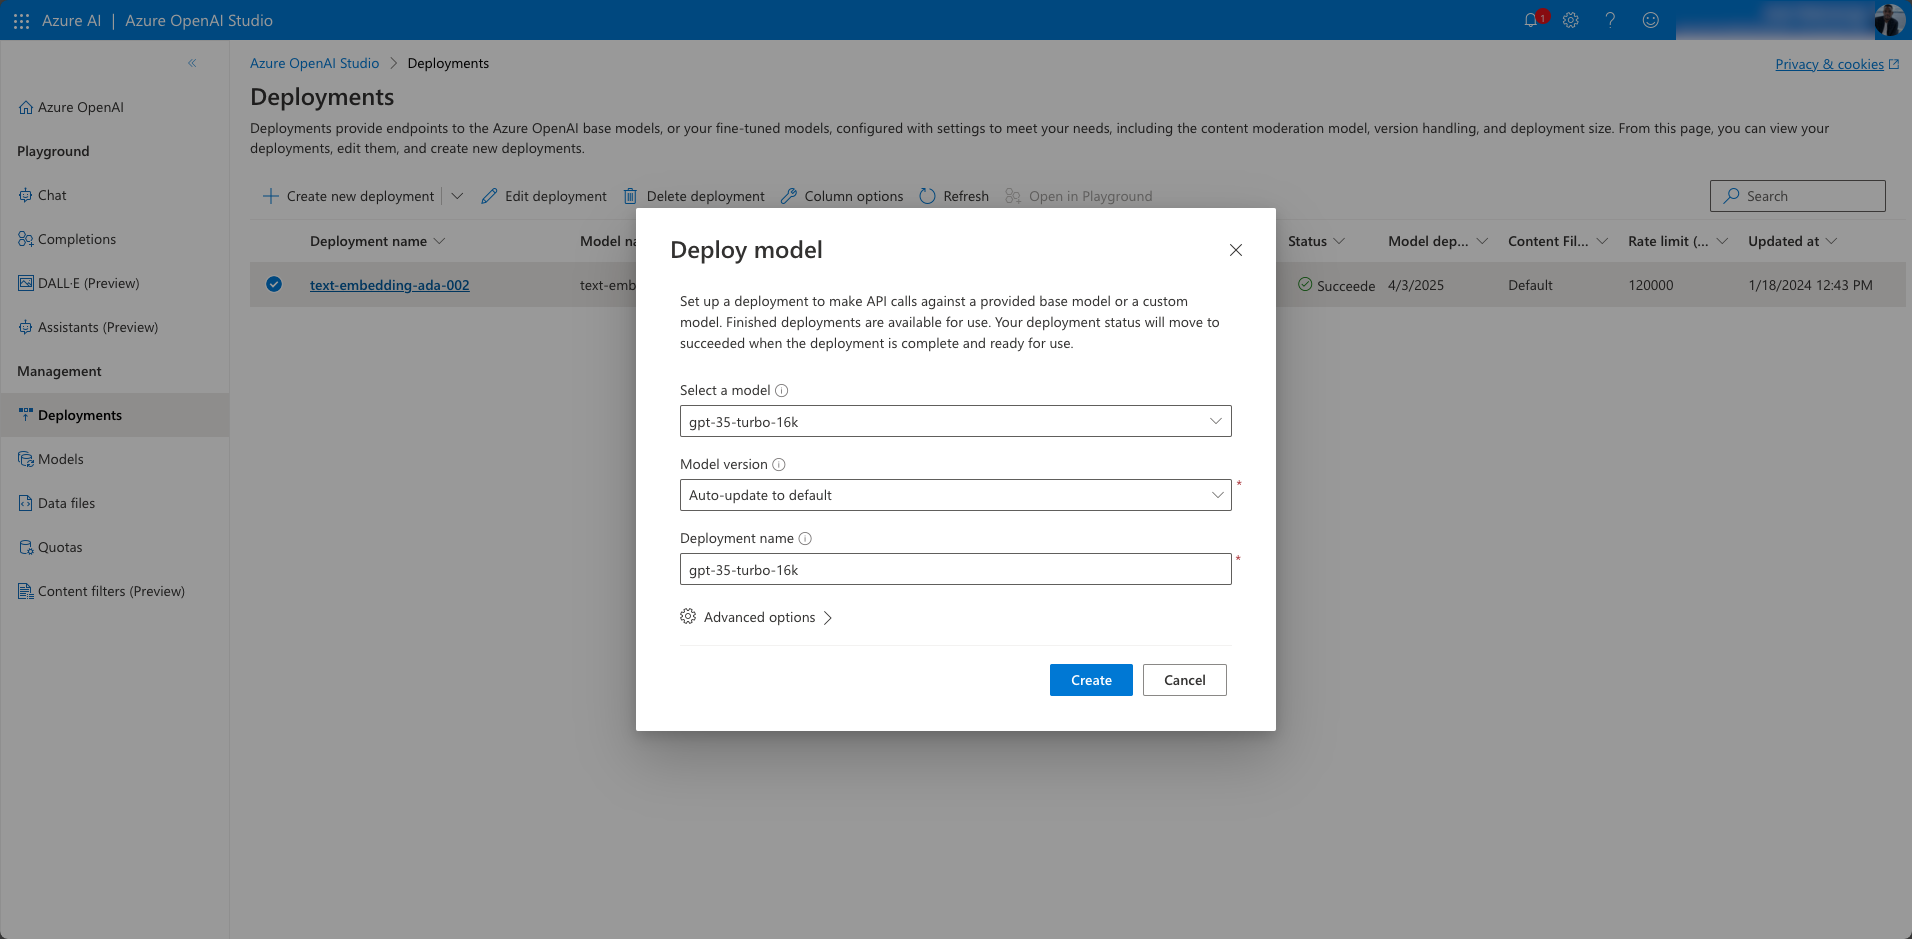 Azure AI | Azure OpenAI Studio
1
Azure OpenAI Studio > Deployments
Privacy & cookies
Deployments
Deployments provide endpoints to the Azure OpenAI base models, or your fine-tuned models, configured with settings to meet your needs, including the content moderation model, version handling, and deployment size. From this page, you can view your
deployments, edit them, and create new deployments.
Azure OpenAI
Playground
Chat
Completions
DALL·E (Preview)
Assistants (Preview)
Management
Deployments
Models
Data files
Quotas
Content filters (Preview)
Create new deployment
Edit deployment
Delete deployment
Column options
Refresh
Open in Playground
Search
Deployment name
Model na
Status
Model dep...
Content Fil...
Rate limit (...
Updated at
text-embedding-ada-002
text-emb
Succeede
4/3/2025
Default
120000
1/18/2024 12:43 PM
Deploy model
Set up a deployment to make API calls against a provided base model or a custom
model. Finished deployments are available for use. Your deployment status will move to
succeeded when the deployment is complete and ready for use.
Select a model
gpt-35-turbo-16k
Model version
Auto-update to default
*
Deployment name
gpt-35-turbo-16k
*
Advanced options
Create
Cancel